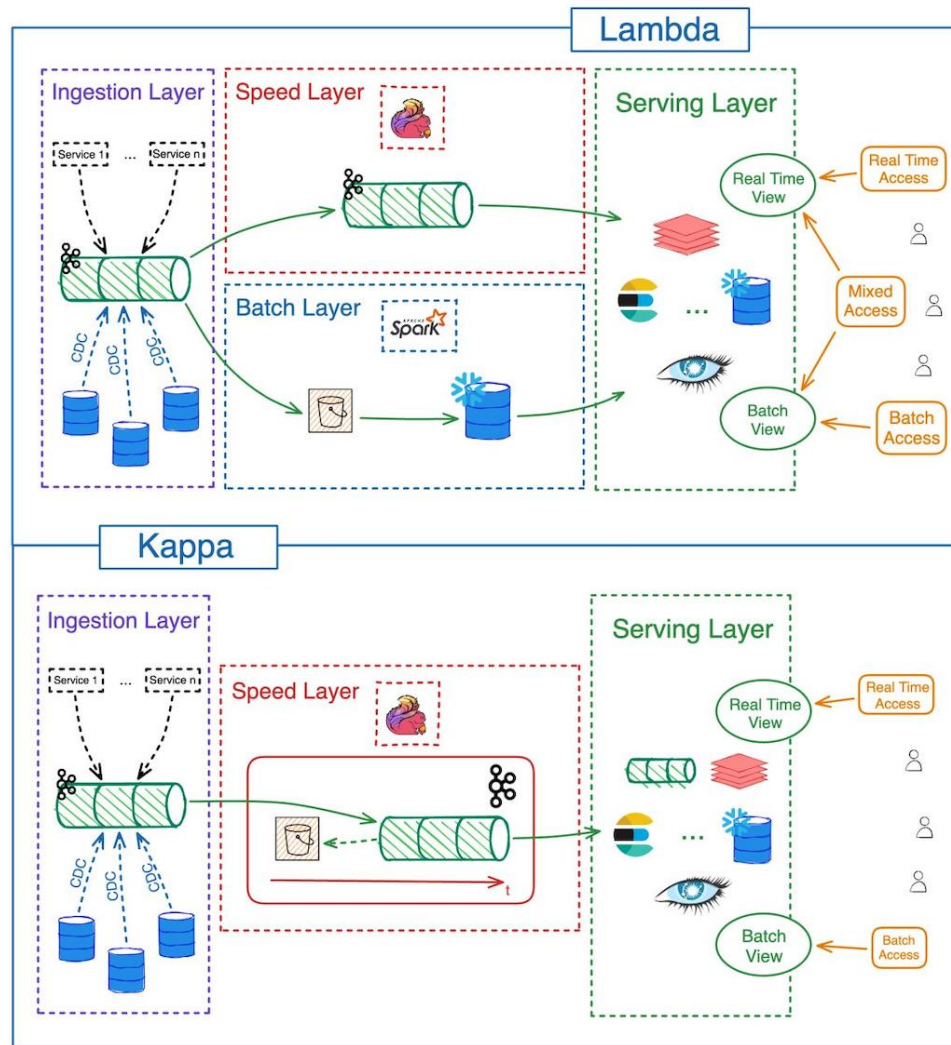 Lambda
Ingestion Layer
Service 1
...
Service n
CDC
CDC
CDC
Speed Layer
Batch Layer
APACHE
Spark
Serving Layer
Real Time
View
...
Batch
View
Real Time
Access
Mixed
Access
Batch
Access
Kappa
Ingestion Layer
Service 1
...
Service n
CDC
CDC
CDC
Speed Layer
t
Serving Layer
Real Time
View
...
Batch
View
Real Time
Access
Batch
Access